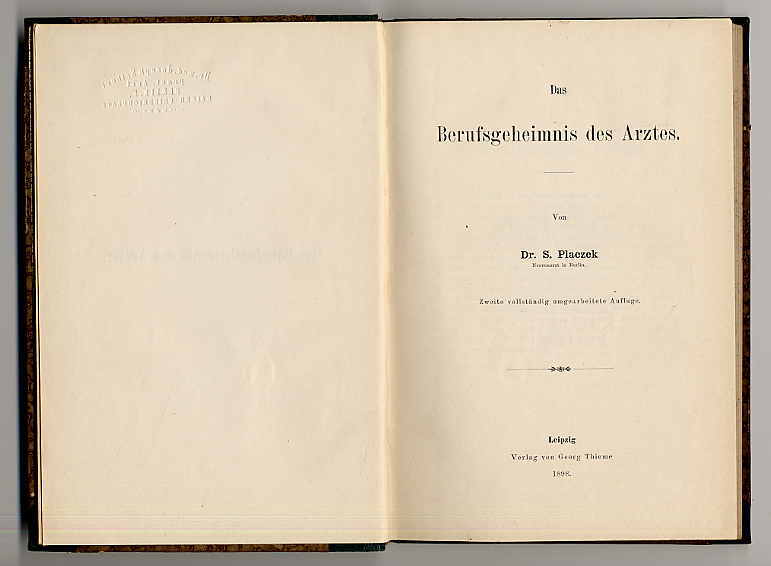 Das
Berufsgeheimnis des Arztes.
Von
Dr. S. Placzek
Nervenarzt in Berlin.
Zweite vollständig umgearbeitete Auflage.
Leipzig
Verlag von Georg Thieme
1898.